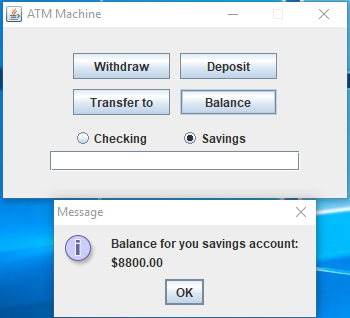 ATM Machine
Withdraw Deposit
Transfer to Balance
Checking Savings
Message
Balance for you savings account:
$8800.00
OK